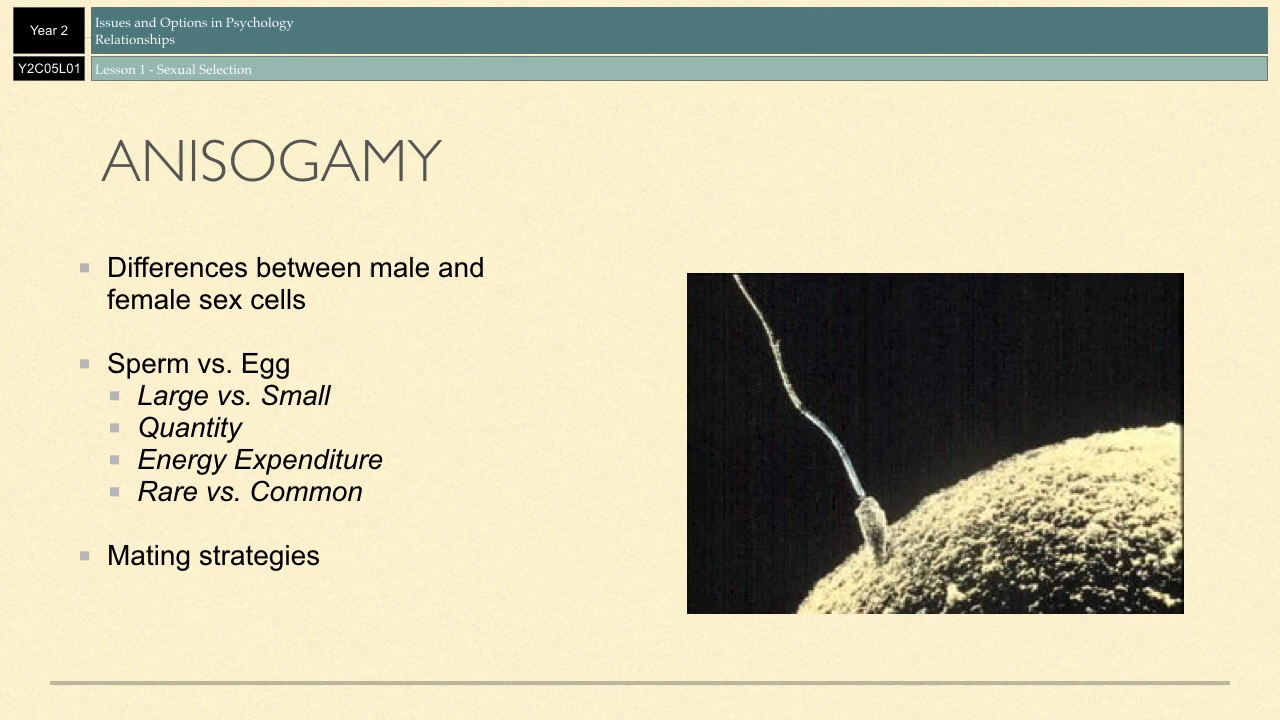 Year 2
Issues and Options in Psychology
Relationships
Y2C05L01
Lesson 1 - Sexual Selection
ANISOGAMY
Differences between male and
female sex cells
Sperm vs. Egg
Large vs. Small
Quantity
Energy Expenditure
Rare vs. Common
Mating strategies